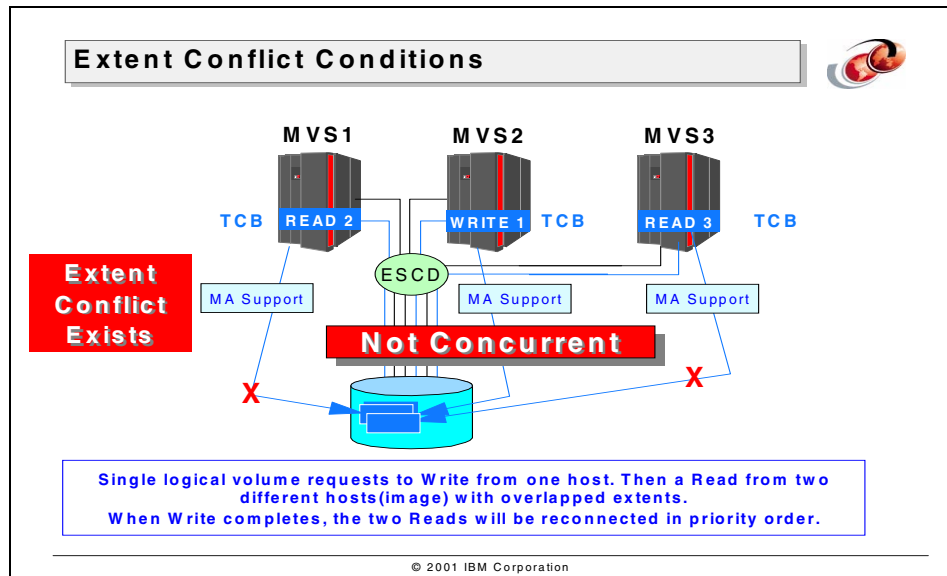 Extent Conflict Conditions
MVS1
MVS2
MVS3
TCB
READ 2
WRITE 1
TCB
READ 3
TCB
ESCD
Extent
Conflict
Exists
MA Support
MA Support
MA Support
Not Concurrent
X
X
Single logical volume requests to Write from one host. Then a Read from two
different hosts(image) with overlapped extents.
When Write completes, the two Reads will be reconnected in priority order.
© 2001 IBM Corporation